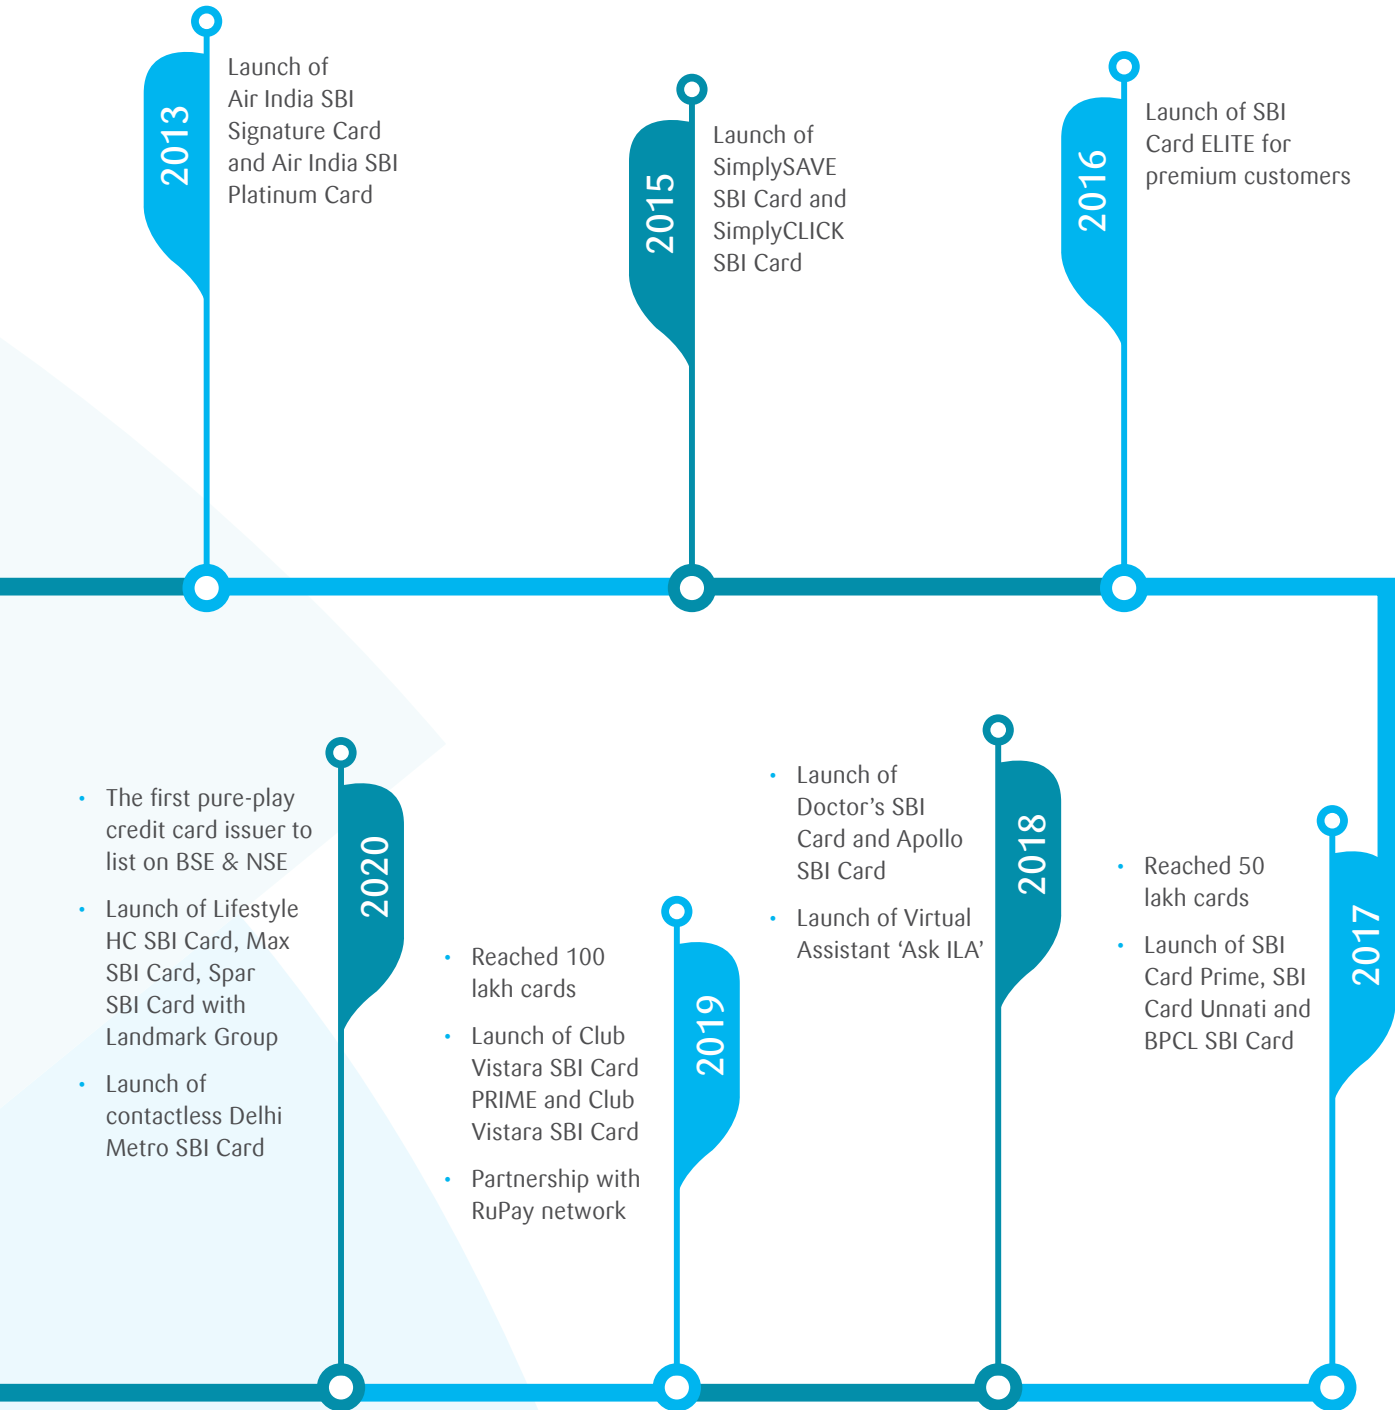 2013
Launch of
Air India SBI
Signature Card
and Air India SBI
Platinum Card
2015
Launch of
SimplySAVE
SBI Card and
SimplyCLICK
SBI Card
2016
Launch of SBI
Card ELITE for
premium customers
2017
• Reached 50
lakh cards
• Launch of SBI
Card Prime, SBI
Card Unnati and
BPCL SBI Card
2018
• Launch of
Doctor’s SBI
Card and Apollo
SBI Card
• Launch of Virtual
Assistant ‘Ask ILA’
2019
• Reached 100
lakh cards
• Launch of Club
Vistara SBI Card
PRIME and Club
Vistara SBI Card
• Partnership with
RuPay network
2020
• The first pure-play
credit card issuer to
list on BSE & NSE
• Launch of Lifestyle
HC SBI Card, Max
SBI Card, Spar
SBI Card with
Landmark Group
• Launch of
contactless Delhi
Metro SBI Card